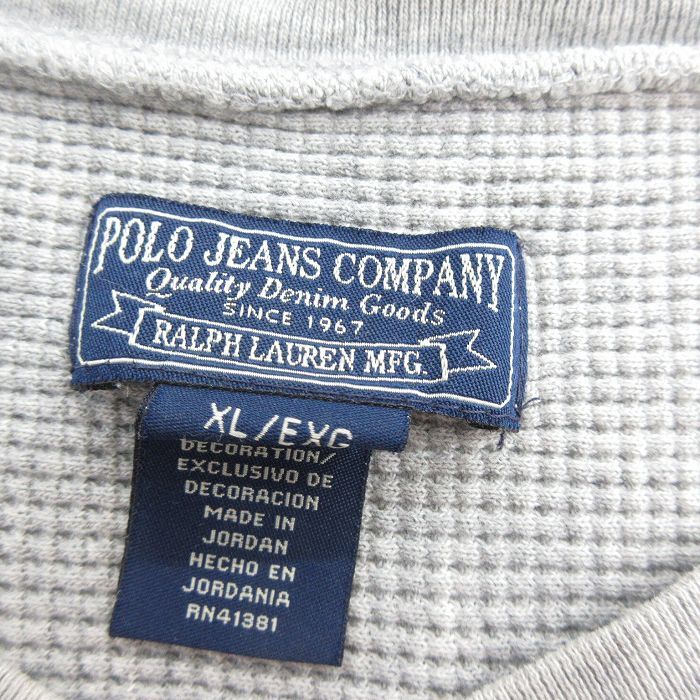 POLO JEANS COMPANY
Quality Denim Goods
SINCE 1967
RALPH LAUREN MFG.
XL/EXG
DECORATION/
EXCLUSIVO DE
DECORACION
MADE IN
JORDAN
HECHO EN
JORDANIA
RN41381